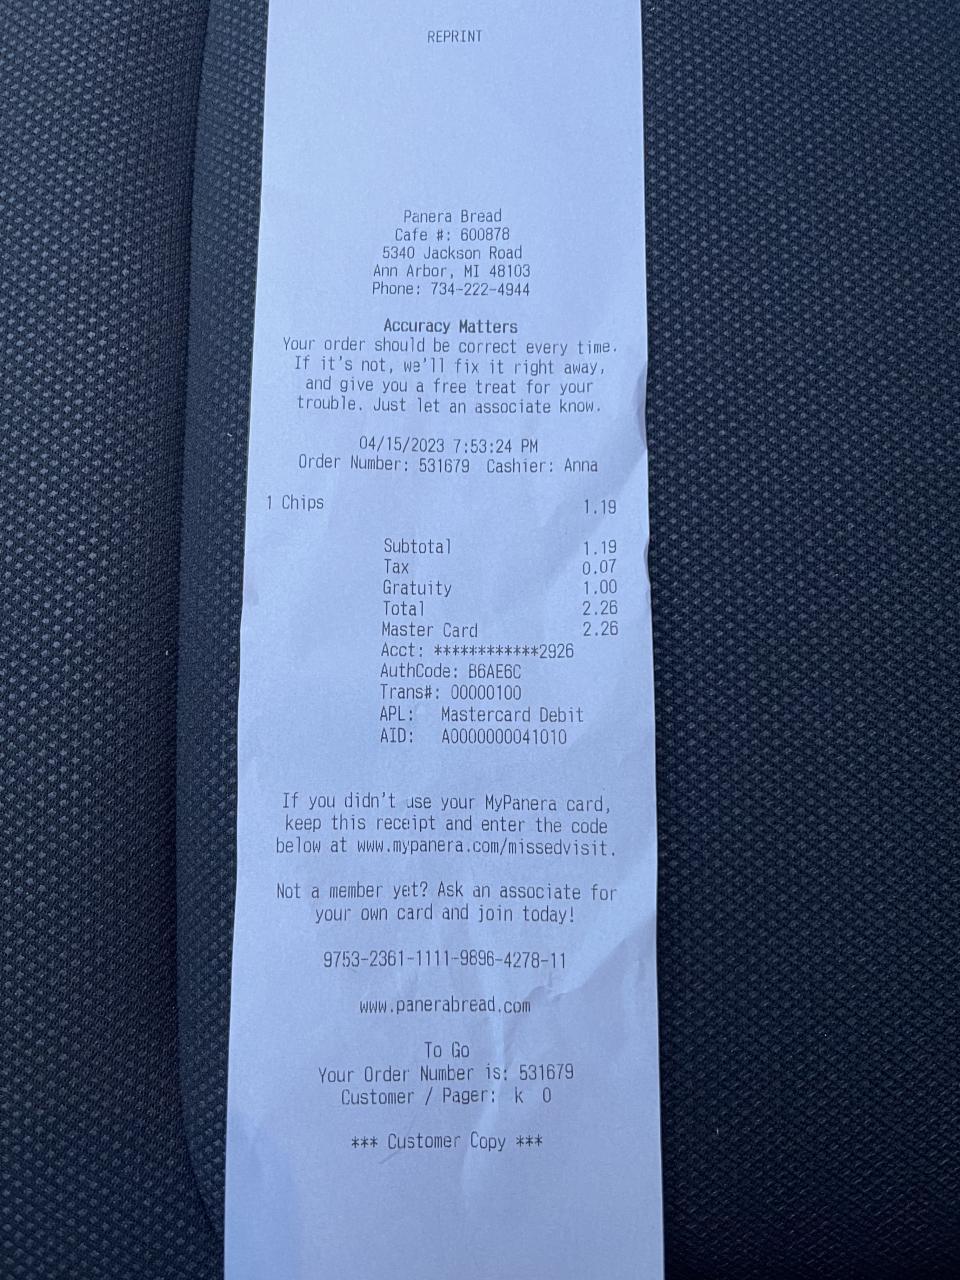 REPRINT
Panera Bread
Cafe #: 600878
5340 Jackson Road
Ann Arbor, MI 48103
Phone: 734-222-4944
Accuracy Matters
Your order should be correct every time.
If it's not, we'll fix it right away,
and give you a free treat for your
trouble. Just let an associate know.
04/15/2023 7:53:24 PM
Order Number: 531679 Cashier: Anna
1 Chips 1.19
Subtotal 1.19
Tax 0.07
Gratuity 1.00
Total 2.26
Master Card 2.26
Acct: ************2926
AuthCode: B6AE6C
Trans#: 00000100
APL: Mastercard Debit
AID: A0000000041010
If you didn't use your MyPanera card,
keep this receipt and enter the code
below at www.mypanera.com/missedvisit.
Not a member yet? Ask an associate for
your own card and join today!
9753-2361-1111-9896-4278-11
www.panerabread.com
To Go
Your Order Number is: 531679
Customer / Pager: k 0
*** Customer Copy ***